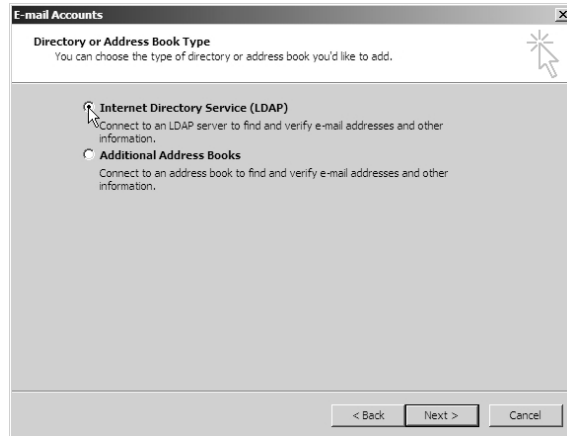 E-mail Accounts
Directory or Address Book Type
You can choose the type of directory or address book you'd like to add.
Internet Directory Service (LDAP)
Connect to an LDAP server to find and verify e-mail addresses and other
information.
Additional Address Books
Connect to an address book to find and verify e-mail addresses and other
information.
< Back Next > Cancel